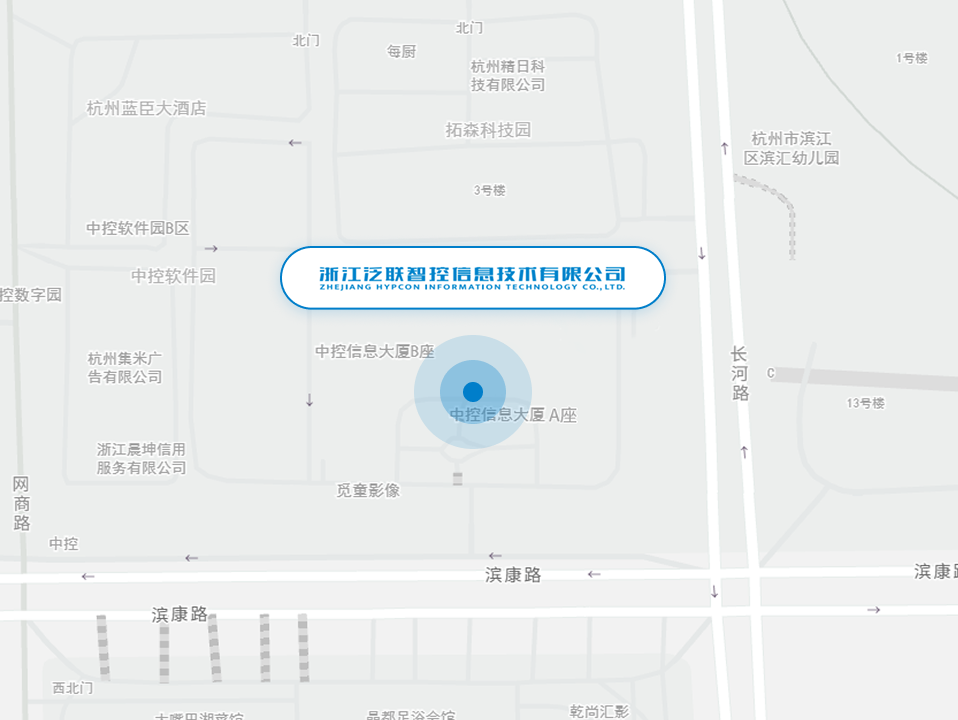 北门
北门
每厨
1号楼
杭州精日科
技有限公司
杭州蓝臣大酒店
拓森科技园
杭州市滨江
区滨汇幼儿园
3号楼
中控软件园B区
中控软件园
浙江泛联智控信息技术有限公司
ZHEJIANG HYPCON INFORMATION TECHNOLOGY CO.,LTD.
控数字园
中控信息大厦B座
杭州集米广
告有限公司
长河路
C
13号楼
中控信息大厦 A座
浙江晨坤信用
服务有限公司
网商路
觅童影像
中控
滨康路
滨康路
滨康路
西北门
乾尚汇影